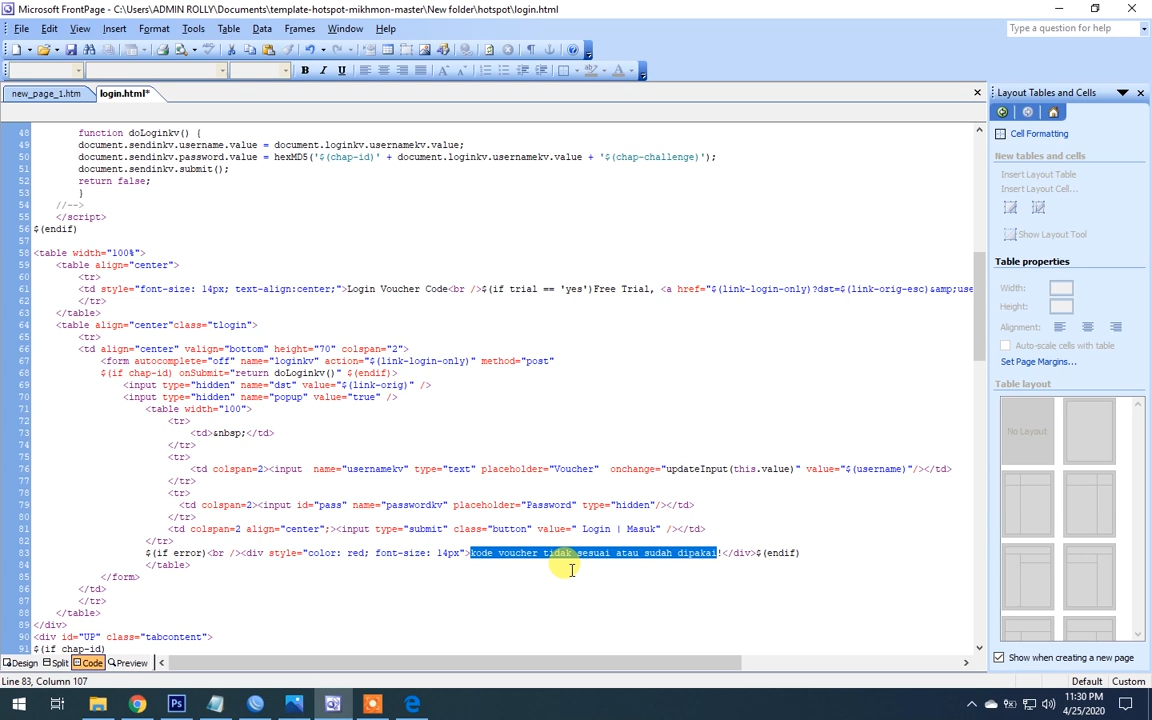 Microsoft FrontPage - C:\Users\ADMIN ROLLY\Documents\template-hotspot-mikhmon-master\New folder\hotspot\login.html
File Edit View Insert Format Tools Table Data Frames Window Help
Type a question for help
B I U
new_page_1.htm login.html*
Layout Tables and Cells
Cell Formatting
New tables and cells
Insert Layout Table
Insert Layout Cell...
Show Layout Tool
Table properties
Width:
Height:
Alignment:
Auto-scale cells with table
Set Page Margins...
Table layout
No Layout
Show when creating a new page
48 function doLoginkv() {
49 document.sendinkv.username.value = document.loginkv.usernamekv.value;
50 document.sendinkv.password.value = hexMD5('$(chap-id)' + document.loginkv.usernamekv.value + '$(chap-challenge)');
51 document.sendinkv.submit();
52 return false;
53 }
54 //-->
55 </script>
56 $(endif)
57
58 <table width="100%">
59 <table align="center">
60 <tr>
61 <td style="font-size: 14px; text-align:center;">Login Voucher Code<br />$(if trial == 'yes')Free Trial, <a href="$(link-login-only)?dst=$(link-orig-esc)&amp;use
62 </tr>
63 </table>
64 <table align="center"class="tlogin">
65 <tr>
66 <td align="center" valign="bottom" height="70" colspan="2">
67 <form autocomplete="off" name="loginkv" action="$(link-login-only)" method="post"
68 $(if chap-id) onSubmit="return doLoginkv()" $(endif)>
69 <input type="hidden" name="dst" value="$(link-orig)" />
70 <input type="hidden" name="popup" value="true" />
71 <table width="100">
72 <tr>
73 <td>&nbsp;</td>
74 </tr>
75 <tr>
76 <td colspan=2><input  name="usernamekv" type="text" placeholder="Voucher"  onchange="updateInput(this.value)" value="$(username)"/></td>
77 </tr>
78 <tr>
79 <td colspan=2><input id="pass" name="passwordkv" placeholder="Password" type="hidden"/></td>
80 </tr>
81 <td colspan=2 align="center";><input type="submit" class="button" value=" Login | Masuk" /></td>
82 </tr>
83 $(if error)<br /><div style="color: red; font-size: 14px">kode voucher tidak sesuai atau sudah dipakai!</div>$(endif)
84 </table>
85 </form>
86 </td>
87 </tr>
88 </table>
89 </div>
90 <div id="UP" class="tabcontent">
91 $(if chap-id)
Design Split Code Preview
Line 83, Column 107
Default Custom
11:30 PM
4/25/2020